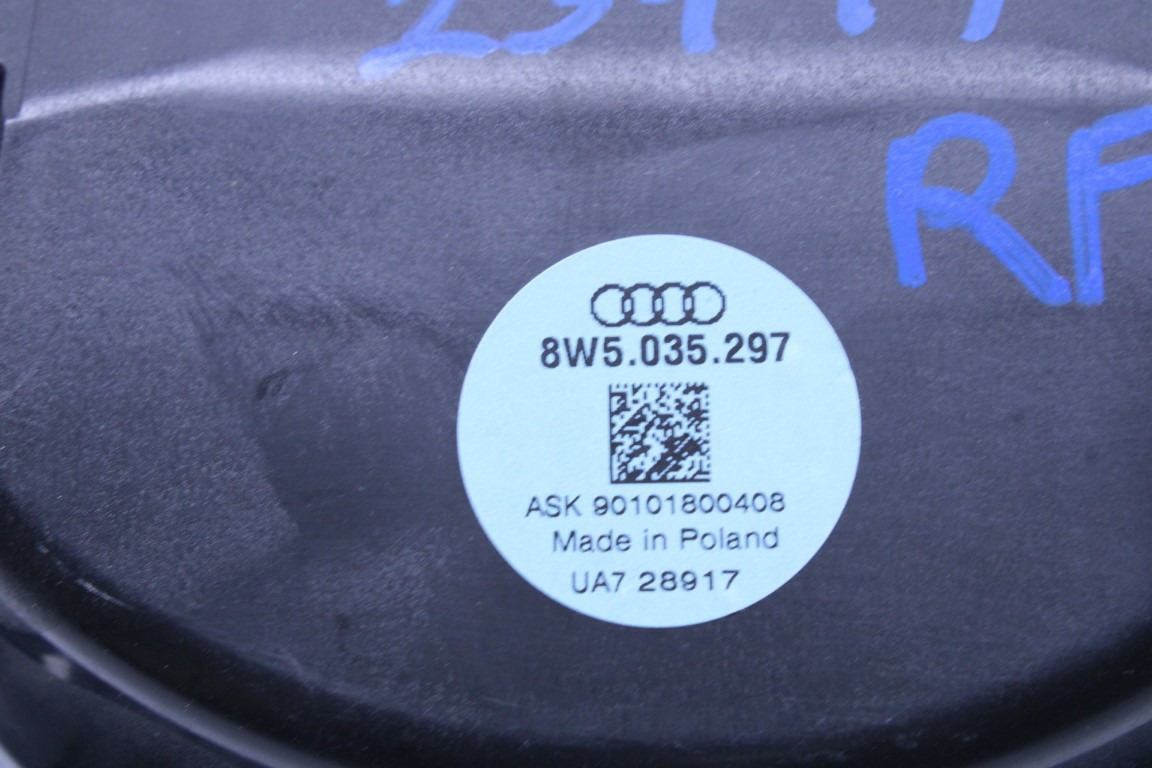 RF
8W5.035.297
ASK 90101800408
Made in Poland
UA7 28917